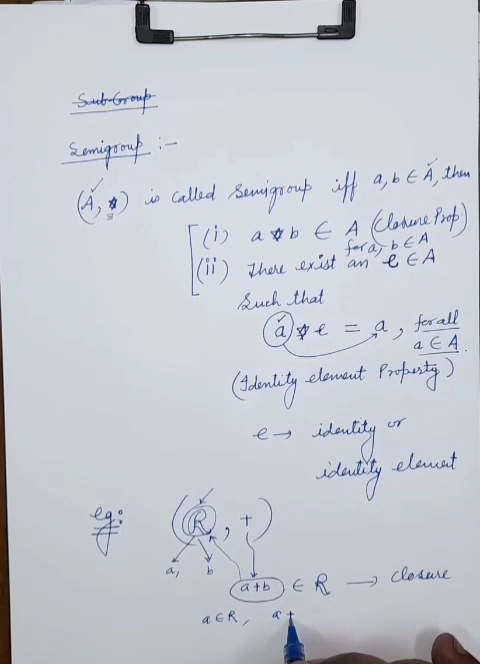 Sub-Group
Semigroup :-
(A, *) is called Semigroup iff a, b ∈ A, then
(i) a * b ∈ A (Closure Prop.)
for a, b ∈ A
(ii) There exist an e ∈ A
Such that
a * e = a, for all
a ∈ A.
(Identity element Property)
e → identity or
identity element
eg:
(ℝ, +)
a, b
a+b ∈ ℝ → Closure
a ∈ R, a +